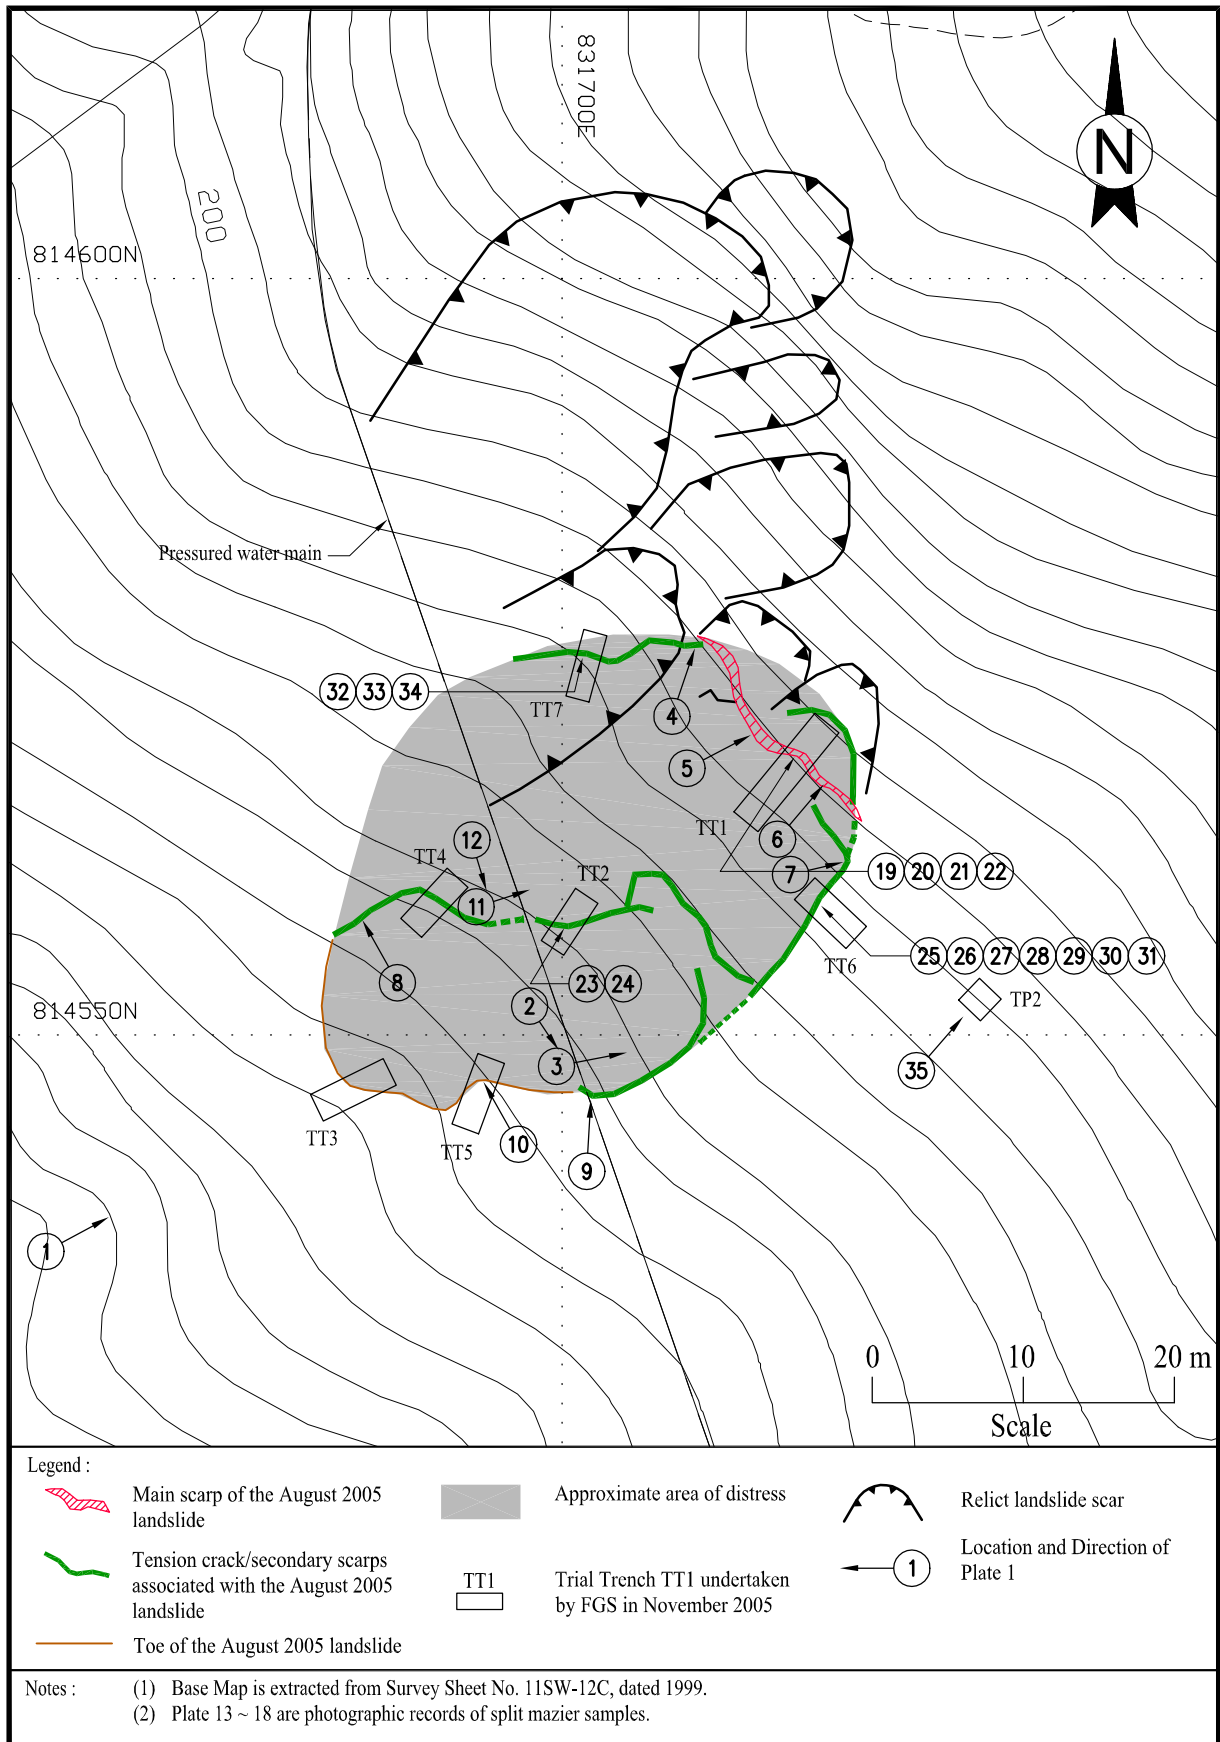 831700E
N
200
814600N
Pressured water main
32 33 34
TT7
4
5
TT1
6
7
19 20 21 22
12
TT4
TT2
11
25 26 27 28 29 30 31
TT6
8
23 24
2
TP2
814550N
3
35
TT3
TT5
10
9
1
0 10 20 m
Scale
Legend :
Main scarp of the August 2005
landslide
Approximate area of distress
Relict landslide scar
Tension crack/secondary scarps
associated with the August 2005
landslide
TT1
Trial Trench TT1 undertaken
by FGS in November 2005
1
Location and Direction of
Plate 1
Toe of the August 2005 landslide
Notes :
(1) Base Map is extracted from Survey Sheet No. 11SW-12C, dated 1999.
(2) Plate 13 ~ 18 are photographic records of split mazier samples.